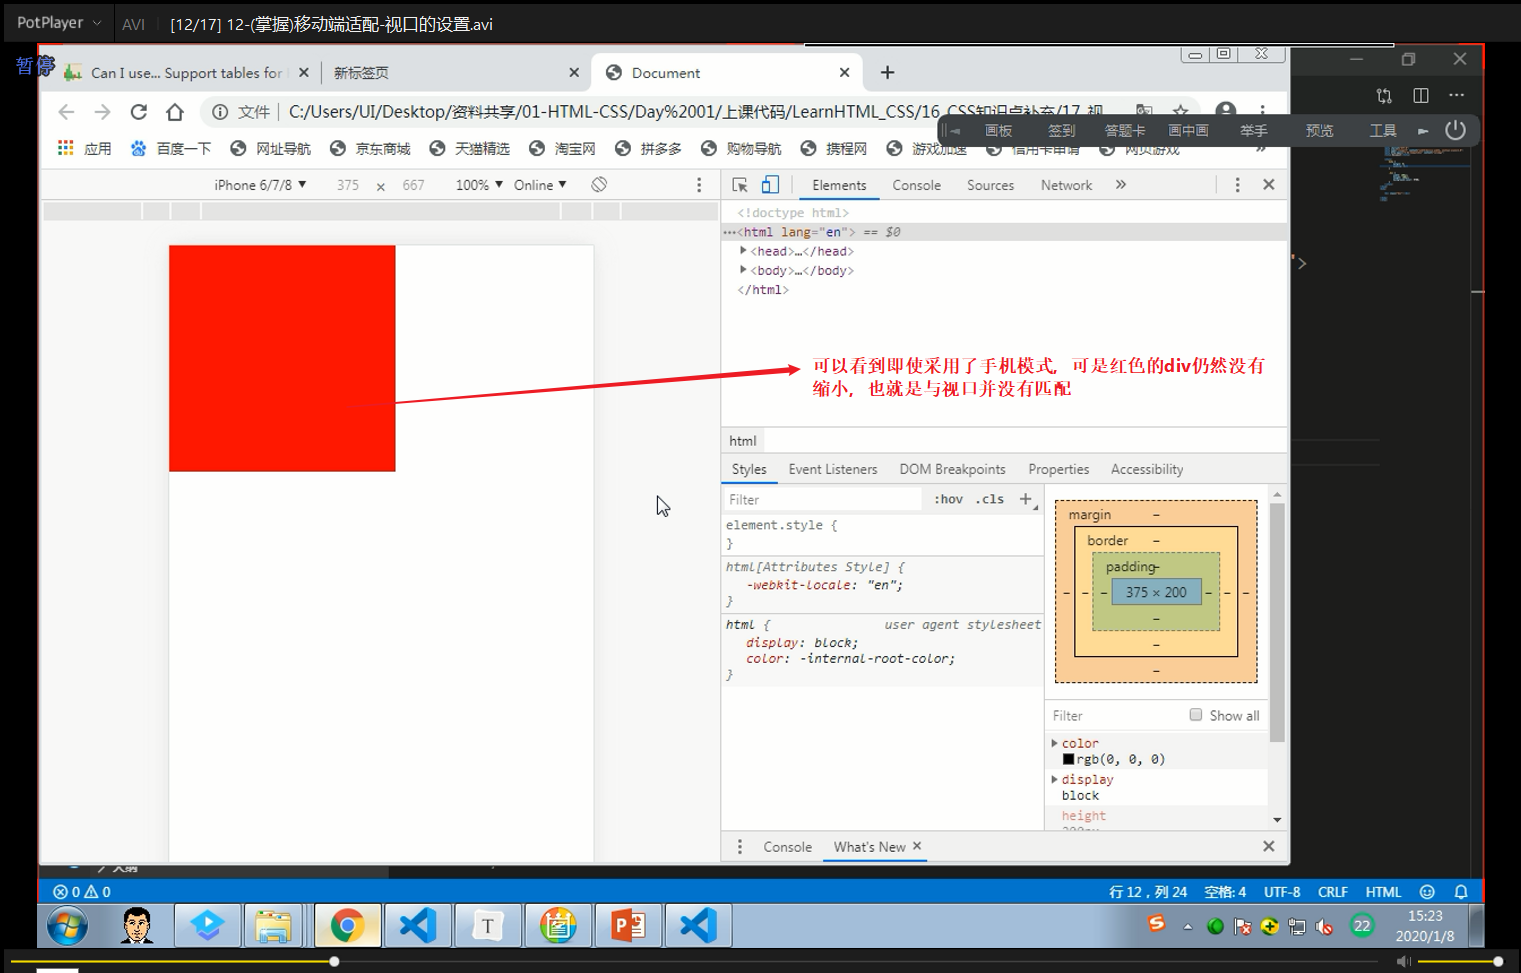 PotPlayer AVI [12/17] 12-(掌握)移动端适配-视口的设置.avi
暂停
Can I use... Support tables for
新标签页
Document
文件 C:/Users/UI/Desktop/资料共享/01-HTML-CSS/Day%2001/上课代码/LearnHTML_CSS/16_CSS知识点补充/17_视
画板 签到 答题卡 画中画 举手 预览 工具
应用 百度一下 网址导航 京东商城 天猫精选 淘宝网 拼多多 购物导航 携程网 游戏加速 信用卡申请 网页游戏 »
iPhone 6/7/8 375 x 667 100% Online
Elements Console Sources Network »
<!doctype html>
…<html lang="en"> == $0
<head>…</head>
<body>…</body>
</html>
'>
可以看到即使采用了手机模式，可是红色的div仍然没有
缩小，也就是与视口并没有匹配
html
Styles Event Listeners DOM Breakpoints Properties Accessibility
Filter :hov .cls +
element.style {
}
html[Attributes Style] {
-webkit-locale: "en";
}
html { user agent stylesheet
display: block;
color: -internal-root-color;
}
margin –
border –
padding –
– – – 375 × 200 – – –
–
–
–
Filter Show all
color
rgb(0, 0, 0)
display
block
height
Console What's New
大纲
0 0 行 12，列 24 空格: 4 UTF-8 CRLF HTML
T P S 22
15:23
2020/1/8